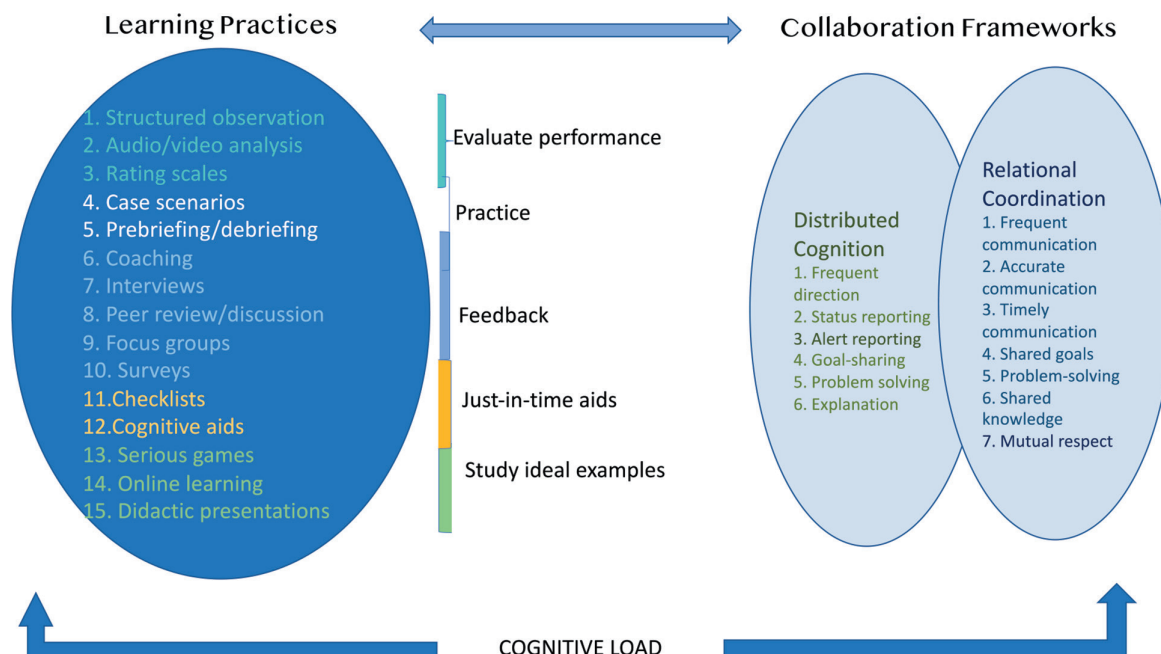 Learning Practices
Collaboration Frameworks
1. Structured observation
2. Audio/video analysis
3. Rating scales
4. Case scenarios
5. Prebriefing/debriefing
6. Coaching
7. Interviews
8. Peer review/discussion
9. Focus groups
10. Surveys
11.Checklists
12.Cognitive aids
13. Serious games
14. Online learning
15. Didactic presentations
Evaluate performance
Practice
Feedback
Just-in-time aids
Study ideal examples
Distributed
Cognition
1. Frequent
direction
2. Status reporting
3. Alert reporting
4. Goal-sharing
5. Problem solving
6. Explanation
Relational
Coordination
1. Frequent
communication
2. Accurate
communication
3. Timely
communication
4. Shared goals
5. Problem-solving
6. Shared
knowledge
7. Mutual respect
COGNITIVE LOAD